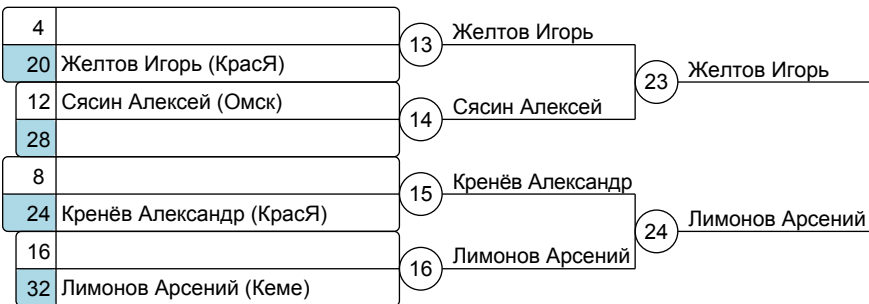 4
13 Желтов Игорь
20 Желтов Игорь (КрасЯ)
23 Желтов Игорь
12 Сясин Алексей (Омск)
14 Сясин Алексей
28
8
15 Кренёв Александр
24 Кренёв Александр (КрасЯ)
24 Лимонов Арсений
16
16 Лимонов Арсений
32 Лимонов Арсений (Кеме)